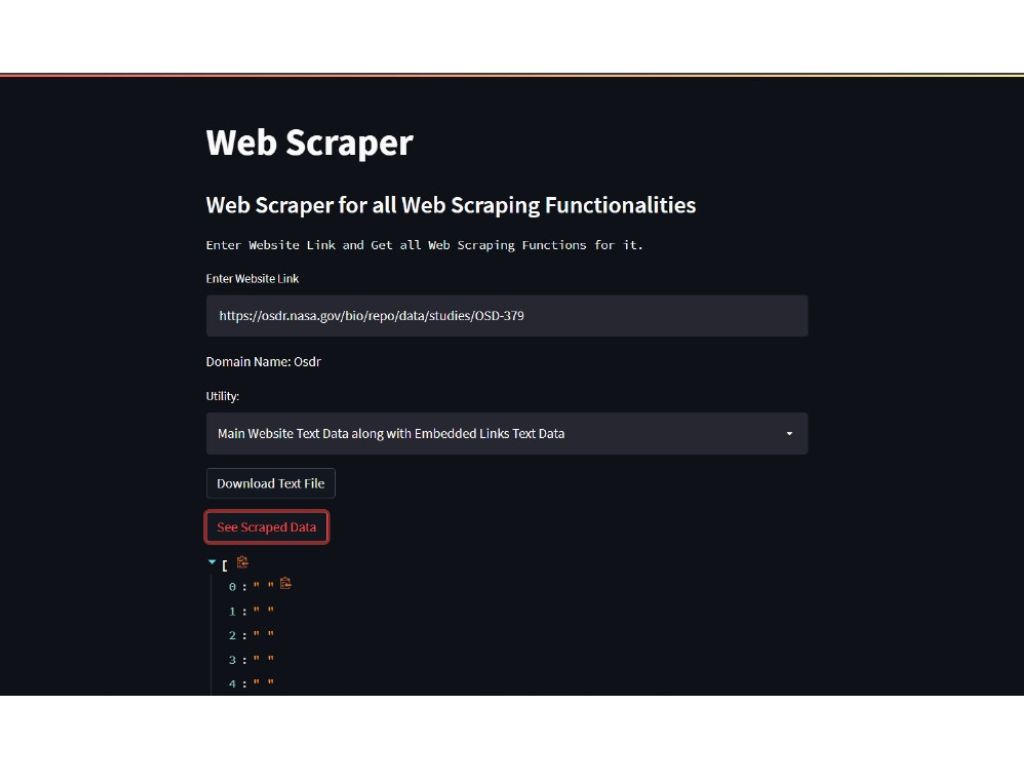 Web Scraper
Web Scraper for all Web Scraping Functionalities
Enter Website Link and Get all Web Scraping Functions for it.
Enter Website Link
https://osdr.nasa.gov/bio/repo/data/studies/OSD-379
Domain Name: Osdr
Utility:
Main Website Text Data along with Embedded Links Text Data
Download Text File
See Scraped Data
[
0 : " "
1 : " "
2 : " "
3 : " "
4 : " "